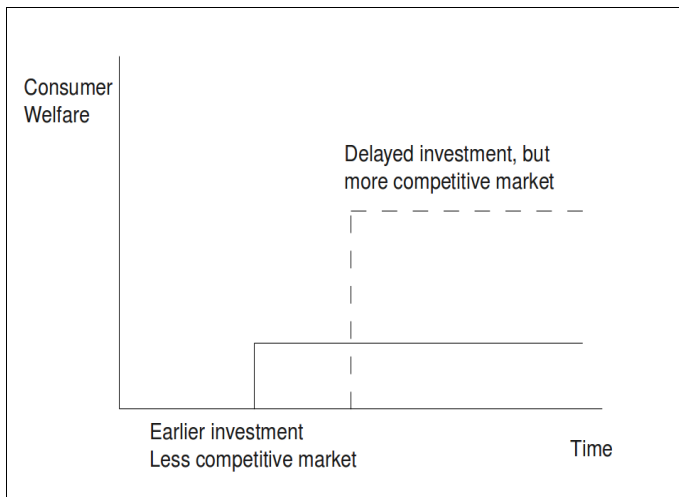 Consumer
Welfare
Delayed investment, but
more competitive market
Earlier investment
Less competitive market
Time